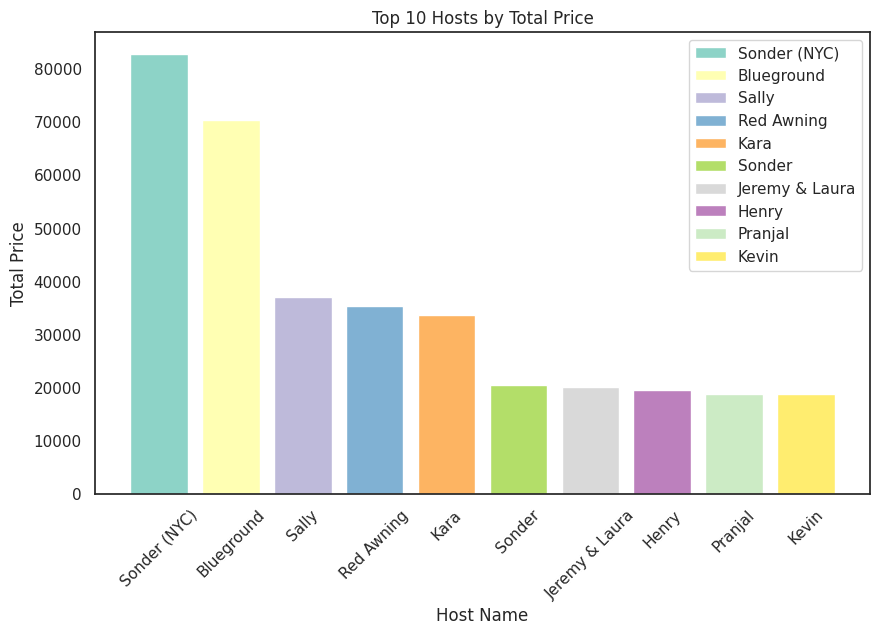 Top 10 Hosts by Total Price
Sonder (NYC)
Blueground
Sally
Red Awning
Kara
Sonder
Jeremy & Laura
Henry
Pranjal
Kevin
Total Price
80000
70000
60000
50000
40000
30000
20000
10000
0
Sonder (NYC)
Blueground
Sally
Red Awning
Kara
Sonder
Jeremy & Laura
Henry
Pranjal
Kevin
Host Name